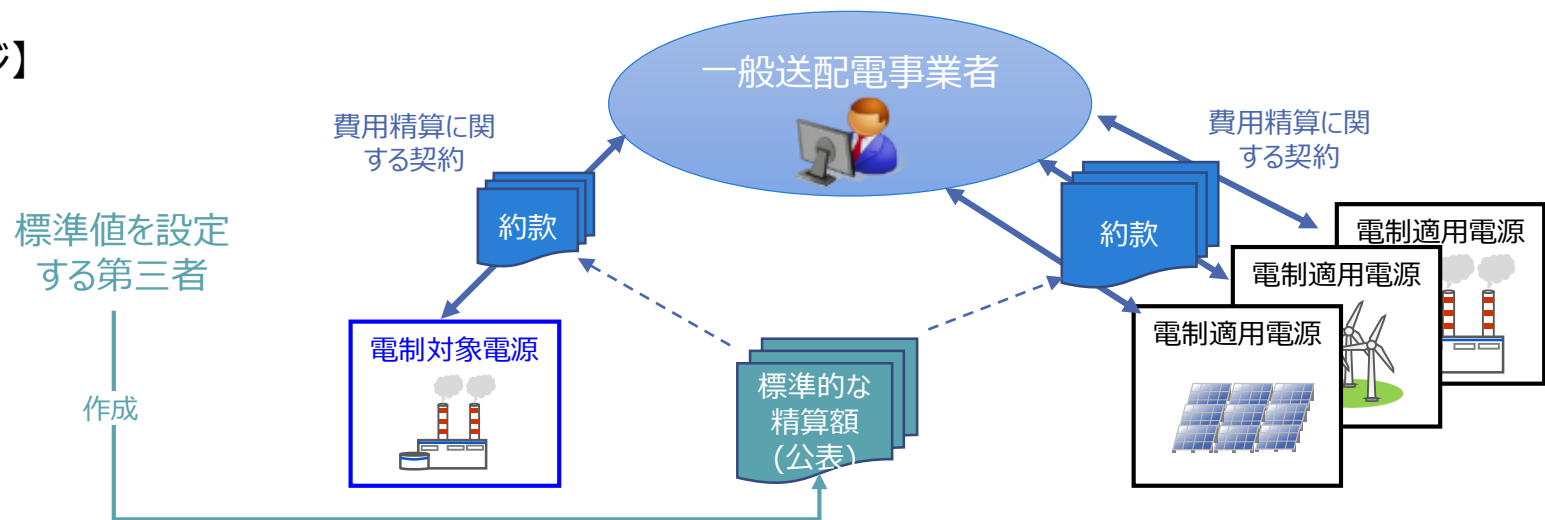 ジ】
一般送配電事業者
費用精算に関
する契約
費用精算に関
する契約
約款
約款
標準値を設定
する第三者
電制適用電源
電制適用電源
電制適用電源
電制対象電源
標準的な
精算額
(公表)
作成